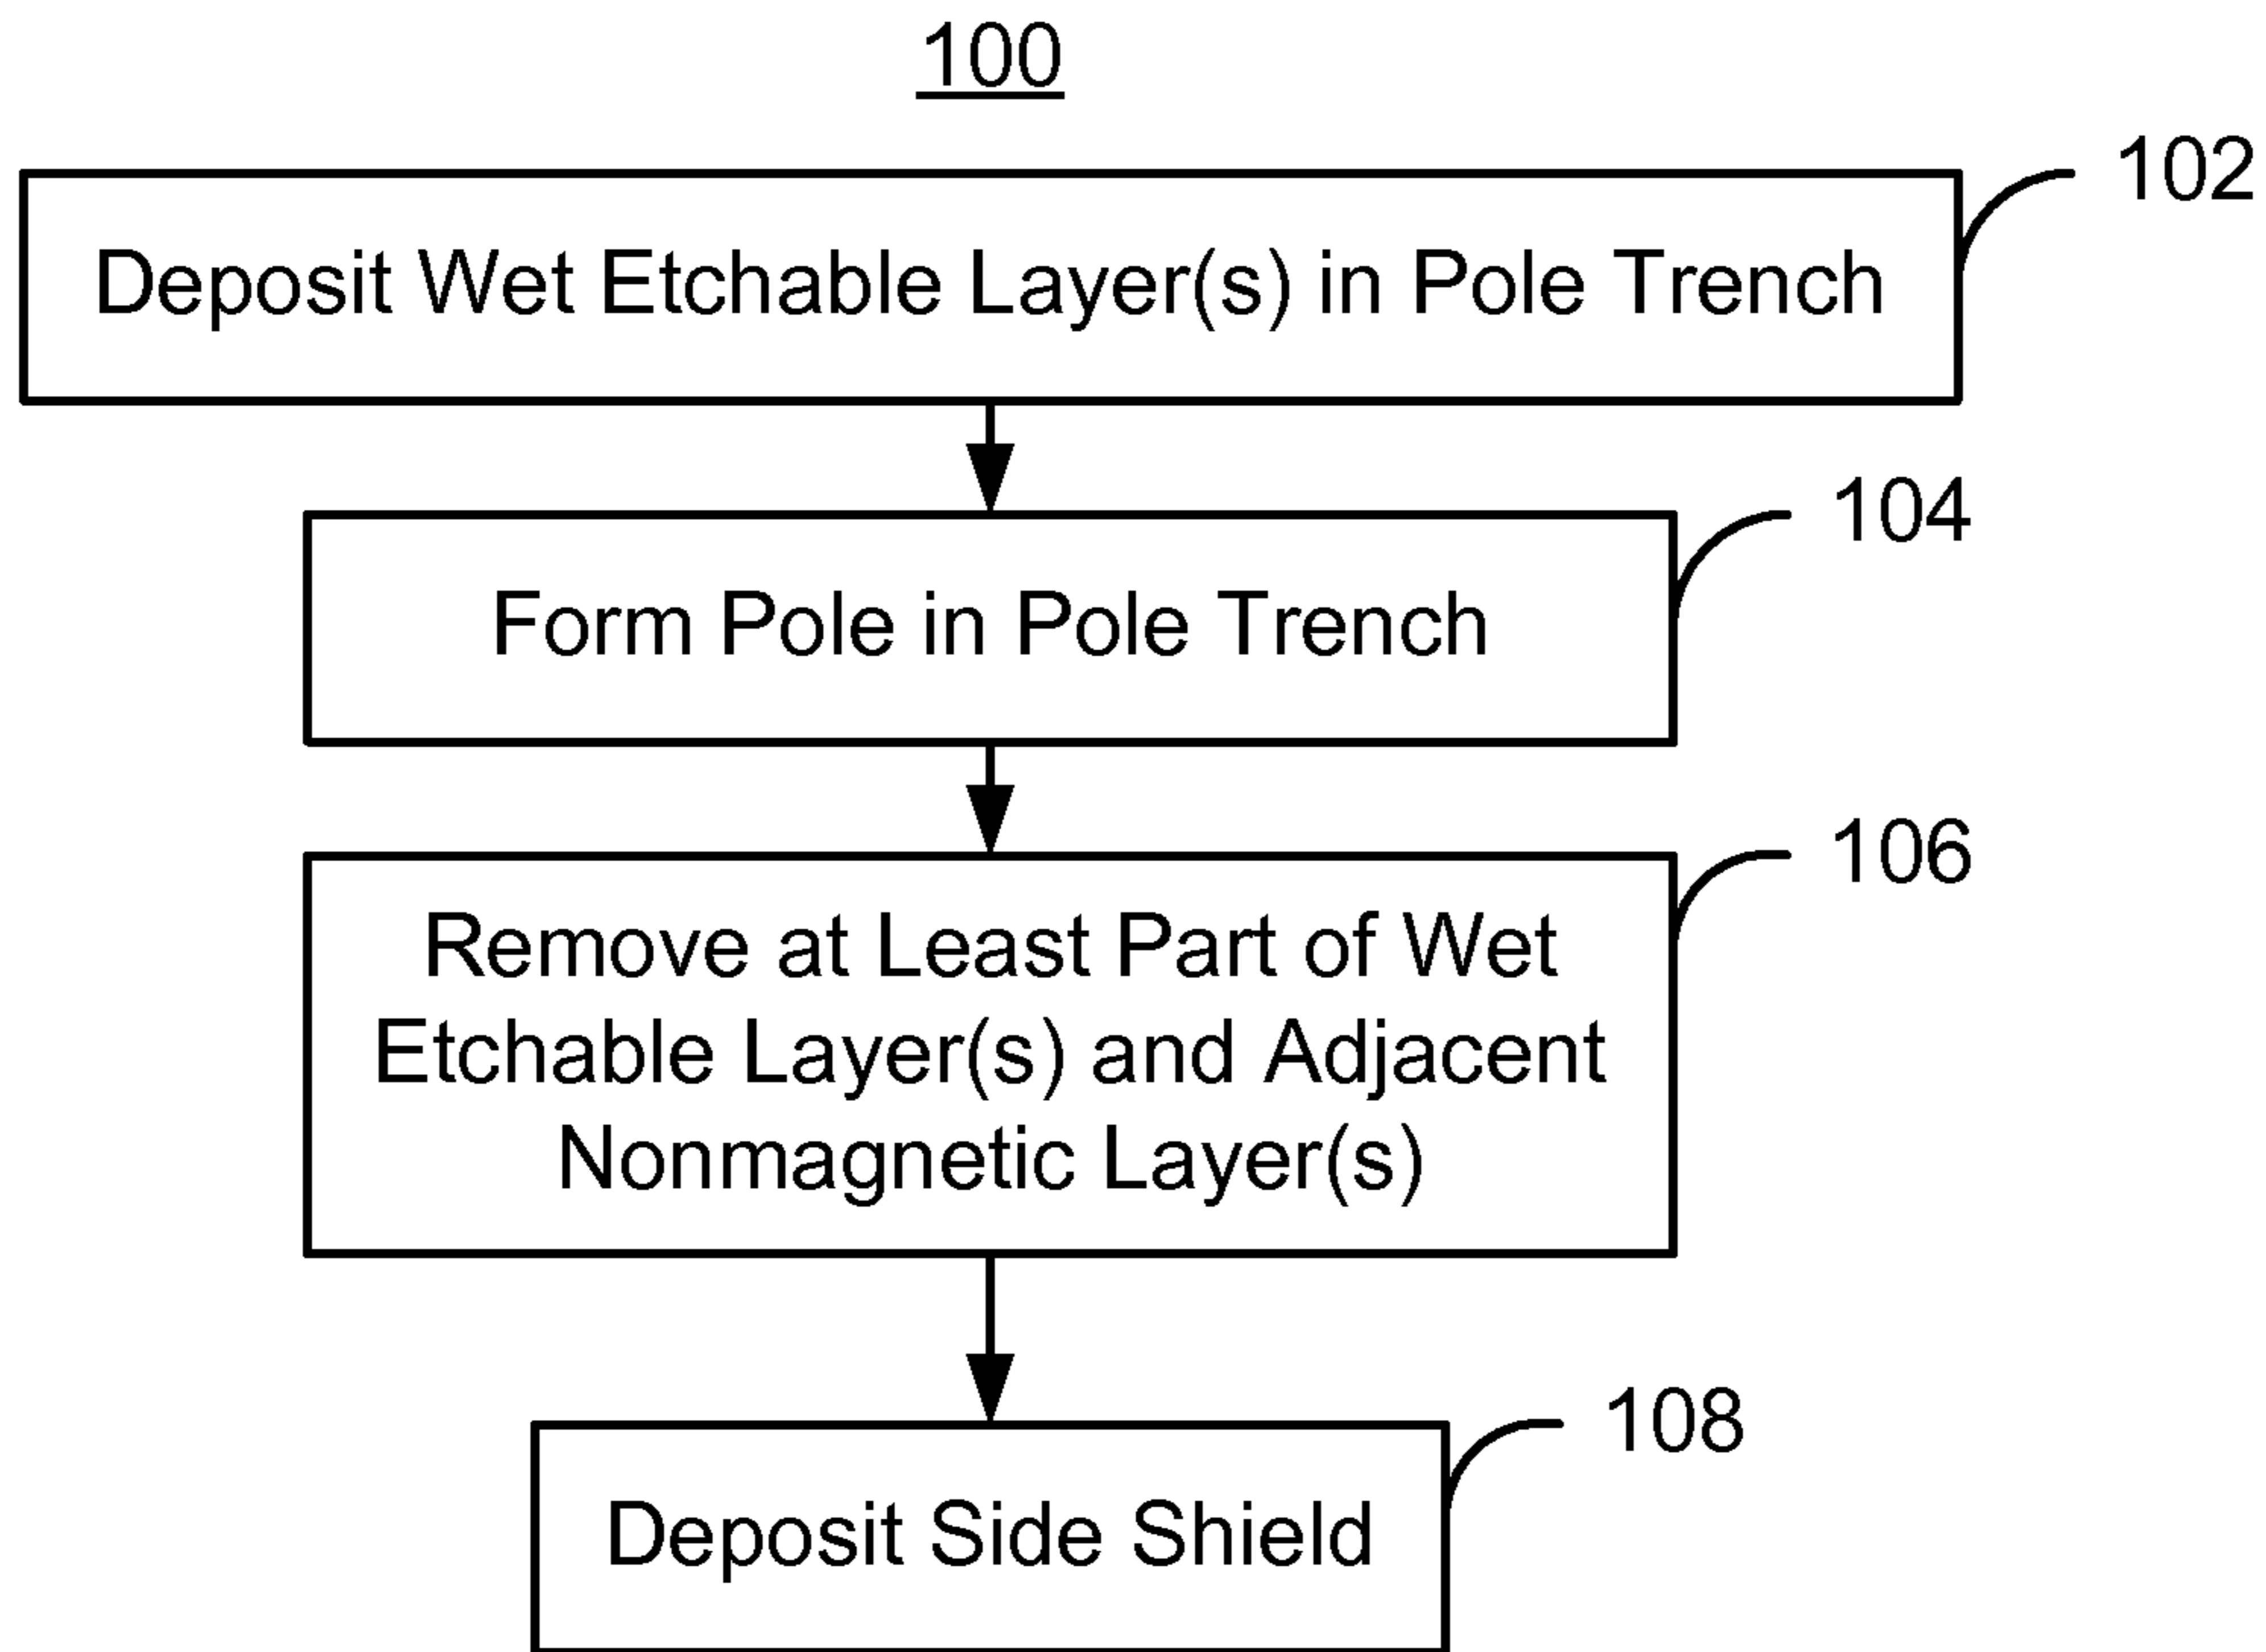 100
102
Deposit Wet Etchable Layer(s) in Pole Trench
104
Form Pole in Pole Trench
106
Remove at Least Part of Wet
Etchable Layer(s) and Adjacent
Nonmagnetic Layer(s)
108
Deposit Side Shield